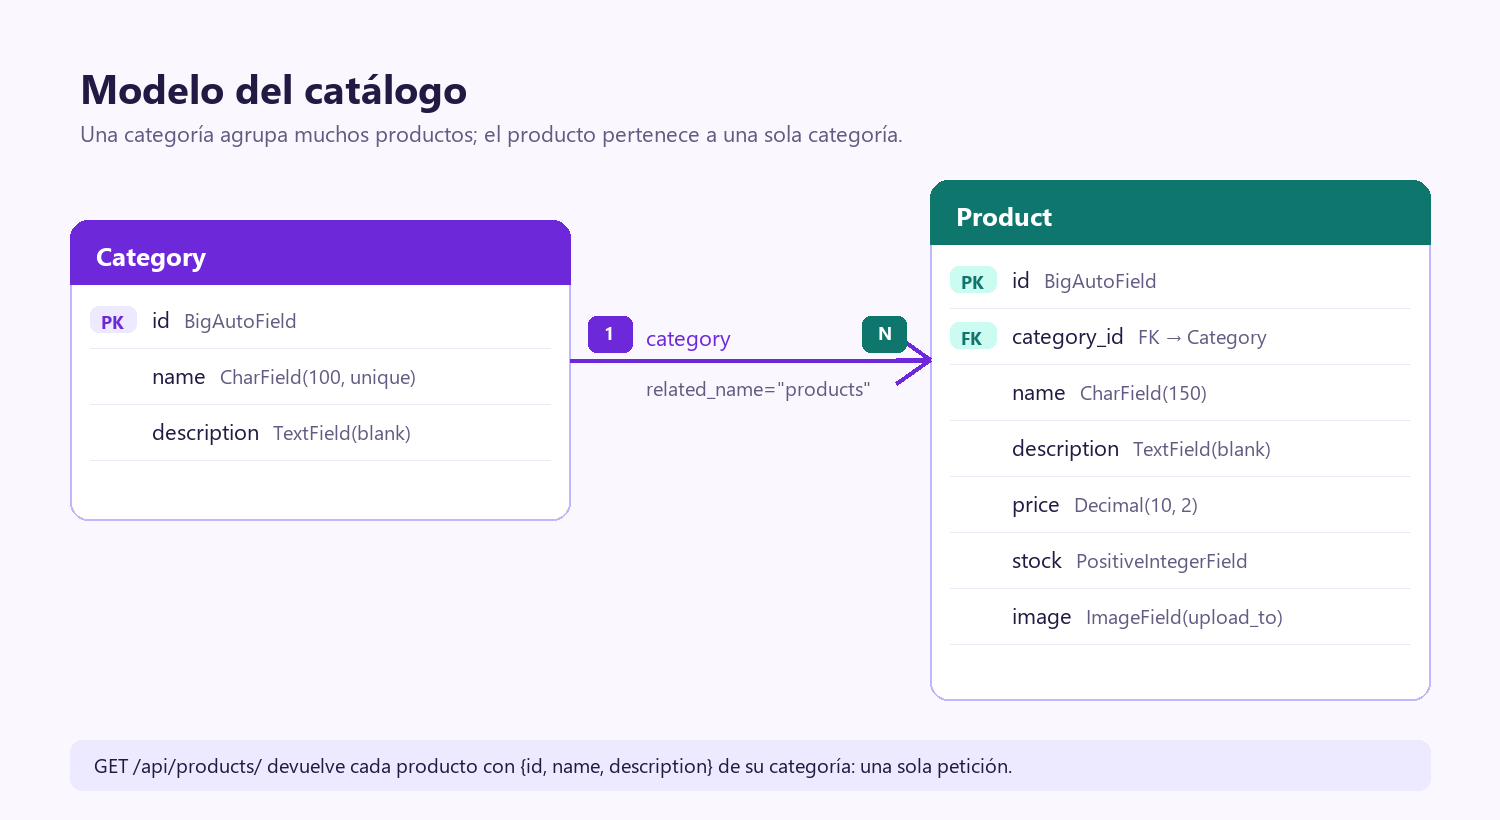 Modelo del catálogo
Una categoría agrupa muchos productos; el producto pertenece a una sola categoría.
Category
PK id BigAutoField
name CharField(100, unique)
description TextField(blank)
1 category N
related_name="products"
Product
PK id BigAutoField
FK category_id FK → Category
name CharField(150)
description TextField(blank)
price Decimal(10, 2)
stock PositiveIntegerField
image ImageField(upload_to)
GET /api/products/ devuelve cada producto con {id, name, description} de su categoría: una sola petición.